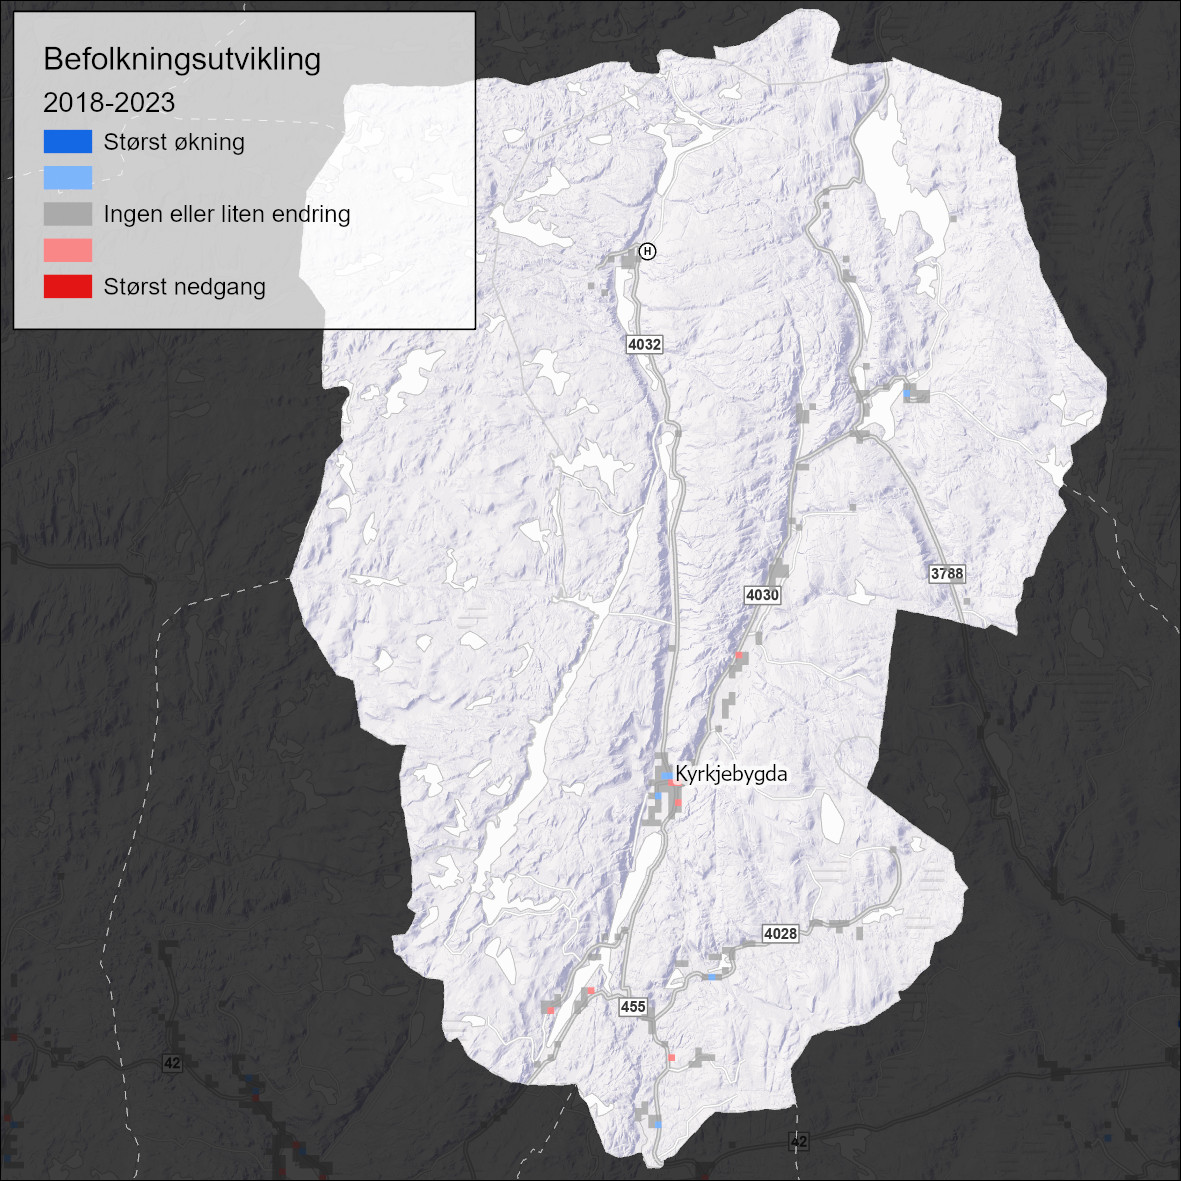 Befolkningsutvikling
2018-2023
Størst økning
Ingen eller liten endring
Størst nedgang
H
4032
3788
4030
Kyrkjebygda
4028
455
42
42